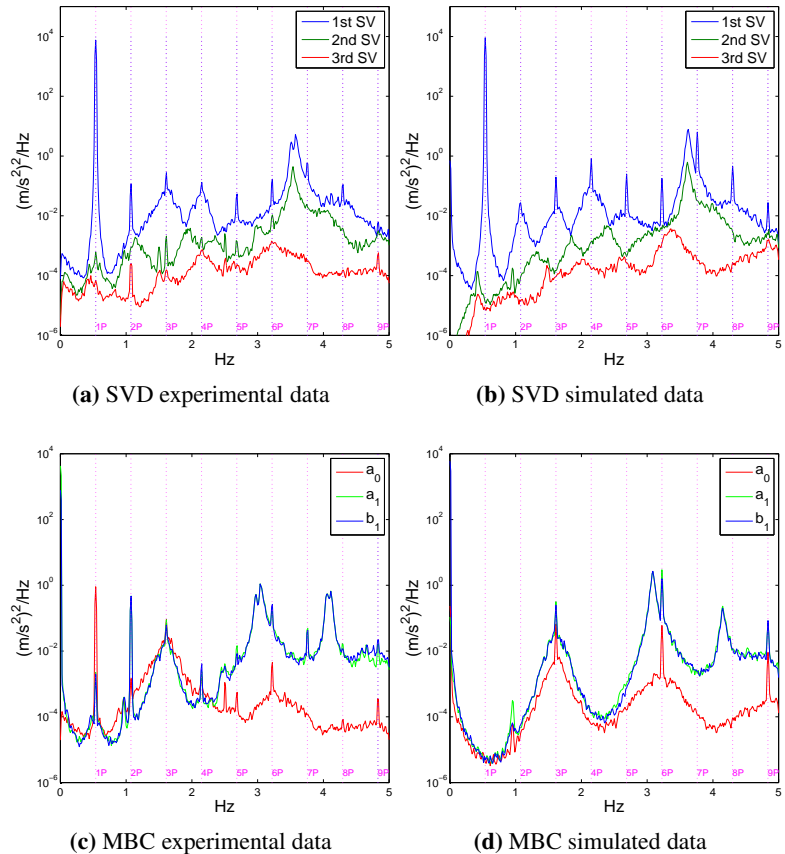 1st SV
2nd SV
3rd SV
10^4
10^2
10^0
10^-2
10^-4
10^-6
(m/s²)²/Hz
1P 2P 3P 4P 5P 6P 7P 8P 9P
0 1 2 3 4 5
Hz
(a) SVD experimental data
1st SV
2nd SV
3rd SV
10^4
10^2
10^0
10^-2
10^-4
10^-6
(m/s²)²/Hz
1P 2P 3P 4P 5P 6P 7P 8P 9P
0 1 2 3 4 5
Hz
(b) SVD simulated data
a_0
a_1
b_1
10^4
10^2
10^0
10^-2
10^-4
10^-6
(m/s²)²/Hz
1P 2P 3P 4P 5P 6P 7P 8P 9P
0 1 2 3 4 5
Hz
(c) MBC experimental data
a_0
a_1
b_1
10^4
10^2
10^0
10^-2
10^-4
10^-6
(m/s²)²/Hz
1P 2P 3P 4P 5P 6P 7P 8P 9P
0 1 2 3 4 5
Hz
(d) MBC simulated data